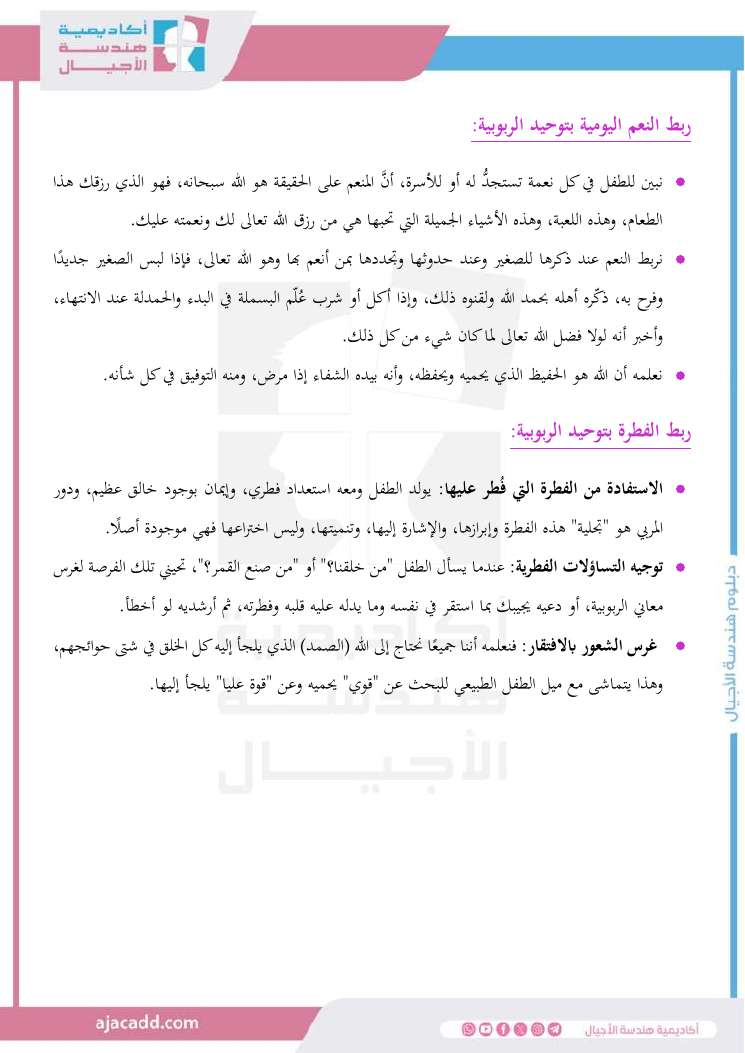 أكاديمية
هندسة
الأجيال
ربط النعم اليومية بتوحيد الربوبية:
• نبين للطفل في كل نعمة تستجدُّ له أو للأسرة، أنَّ المنعم على الحقيقة هو الله سبحانه، فهو الذي رزقك هذا
الطعام، وهذه اللعبة، وهذه الأشياء الجميلة التي تحبها هي من رزق الله تعالى لك ونعمته عليك.
• نربط النعم عند ذكرها للصغير وعند حدوثها وتجددها بمن أنعم بها وهو الله تعالى، فإذا لبس الصغير جديدًا
وفرح به، ذكّره أهله بحمد الله ولقنوه ذلك، وإذا أكل أو شرب عُلّم البسملة في البدء والحمدلة عند الانتهاء،
وأخبر أنه لولا فضل الله تعالى لما كان شيء من كل ذلك.
• نعلمه أن الله هو الحفيظ الذي يحميه ويحفظه، وأنه بيده الشفاء إذا مرض، ومنه التوفيق في كل شأنه.
ربط الفطرة بتوحيد الربوبية:
• الاستفادة من الفطرة التي فُطر عليها: يولد الطفل ومعه استعداد فطري، وإيمان بوجود خالق عظيم، ودور
المربي هو "تجلية" هذه الفطرة وإبرازها، والإشارة إليها، وتنميتها، وليس اختراعها فهي موجودة أصلًا.
• توجيه التساؤلات الفطرية: عندما يسأل الطفل "من خلقنا؟" أو "من صنع القمر؟"، تحيني تلك الفرصة لغرس
معاني الربوبية، أو دعيه يجيبك بما استقر في نفسه وما يدله عليه قلبه وفطرته، ثم أرشديه لو أخطأ.
• غرس الشعور بالافتقار: فنعلمه أننا جميعًا نحتاج إلى الله (الصمد) الذي يلجأ إليه كل الخلق في شتى حوائجهم،
وهذا يتماشى مع ميل الطفل الطبيعي للبحث عن "قوي" يحميه وعن "قوة عليا" يلجأ إليها.
أكاديمية
هندسة
الأجيال
دبلوم هندسة الأجيال
أكاديمية هندسة الأجيال
ajacadd.com